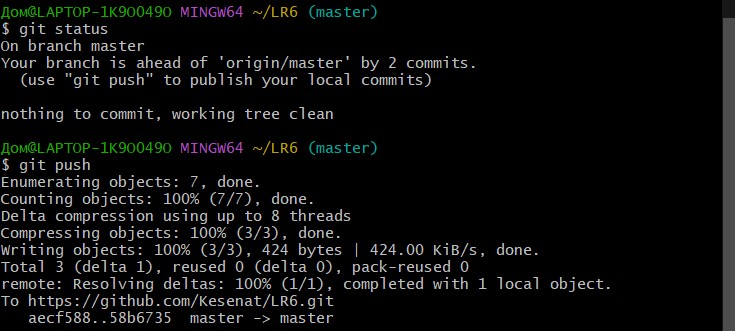 Дом@LAPTOP-1K9OO49O MINGW64 ~/LR6 (master)
$ git status
On branch master
Your branch is ahead of 'origin/master' by 2 commits.
  (use "git push" to publish your local commits)

nothing to commit, working tree clean

Дом@LAPTOP-1K9OO49O MINGW64 ~/LR6 (master)
$ git push
Enumerating objects: 7, done.
Counting objects: 100% (7/7), done.
Delta compression using up to 8 threads
Compressing objects: 100% (3/3), done.
Writing objects: 100% (3/3), 424 bytes | 424.00 KiB/s, done.
Total 3 (delta 1), reused 0 (delta 0), pack-reused 0
remote: Resolving deltas: 100% (1/1), completed with 1 local object.
To https://github.com/Kesenat/LR6.git
   aecf588..58b6735  master -> master